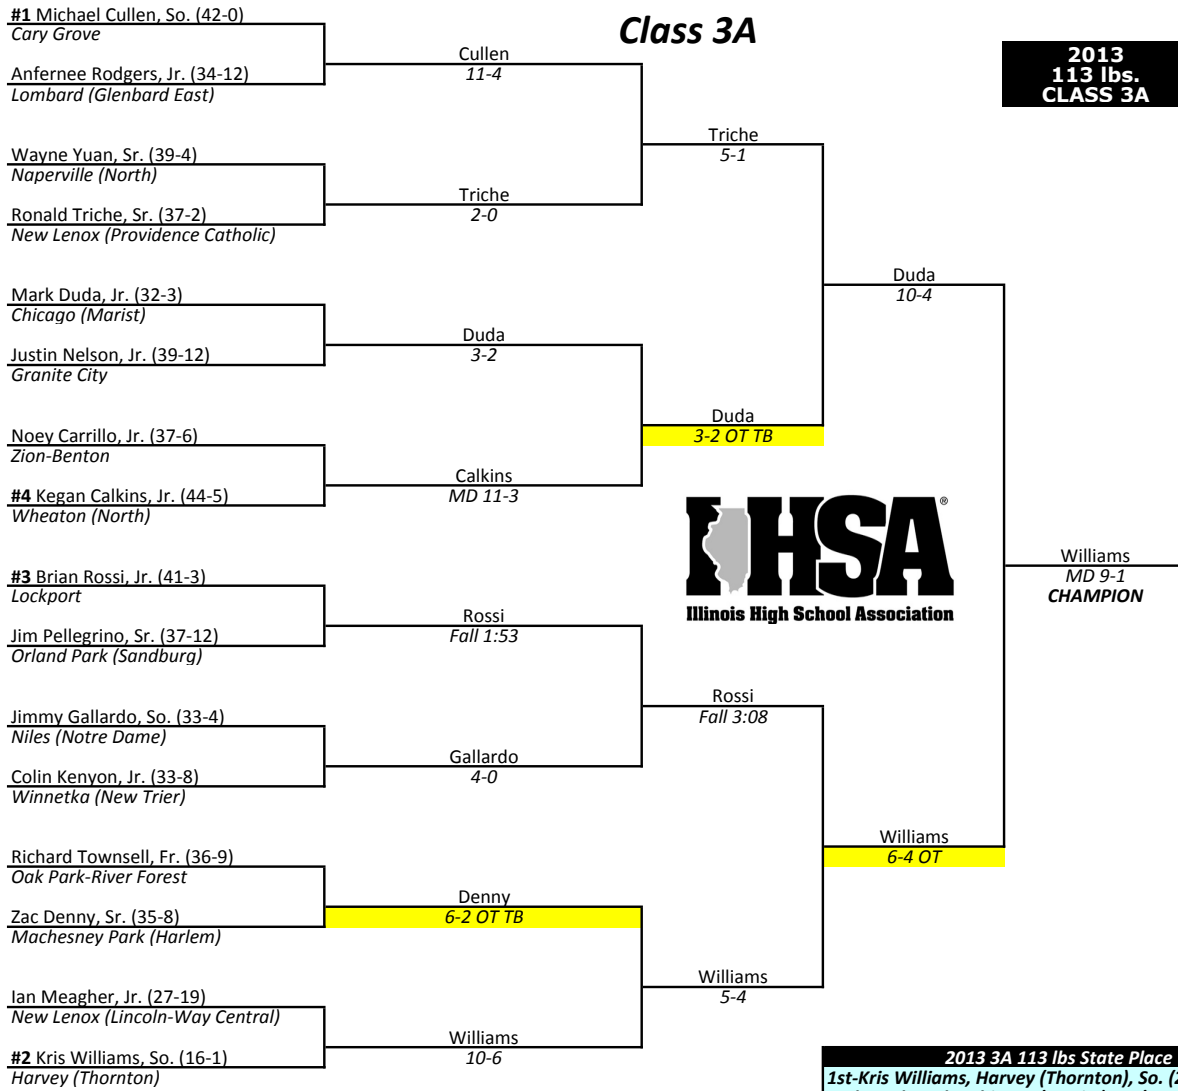 Class 3A
2013
113 lbs.
CLASS 3A
#1 Michael Cullen, So. (42-0)
Cary Grove
Anfernee Rodgers, Jr. (34-12)
Lombard (Glenbard East)
Wayne Yuan, Sr. (39-4)
Naperville (North)
Ronald Triche, Sr. (37-2)
New Lenox (Providence Catholic)
Mark Duda, Jr. (32-3)
Chicago (Marist)
Justin Nelson, Jr. (39-12)
Granite City
Noey Carrillo, Jr. (37-6)
Zion-Benton
#4 Kegan Calkins, Jr. (44-5)
Wheaton (North)
#3 Brian Rossi, Jr. (41-3)
Lockport
Jim Pellegrino, Sr. (37-12)
Orland Park (Sandburg)
Jimmy Gallardo, So. (33-4)
Niles (Notre Dame)
Colin Kenyon, Jr. (33-8)
Winnetka (New Trier)
Richard Townsell, Fr. (36-9)
Oak Park-River Forest
Zac Denny, Sr. (35-8)
Machesney Park (Harlem)
Ian Meagher, Jr. (27-19)
New Lenox (Lincoln-Way Central)
#2 Kris Williams, So. (16-1)
Harvey (Thornton)
Cullen
11-4
Triche
2-0
Duda
3-2
Calkins
MD 11-3
Rossi
Fall 1:53
Gallardo
4-0
Denny
6-2 OT TB
Williams
10-6
Triche
5-1
Duda
3-2 OT TB
Rossi
Fall 3:08
Williams
5-4
Duda
10-4
Williams
6-4 OT
Williams
MD 9-1
CHAMPION
IHSA®
Illinois High School Association
2013 3A 113 lbs State Place
1st-Kris Williams, Harvey (Thornton), So. (2